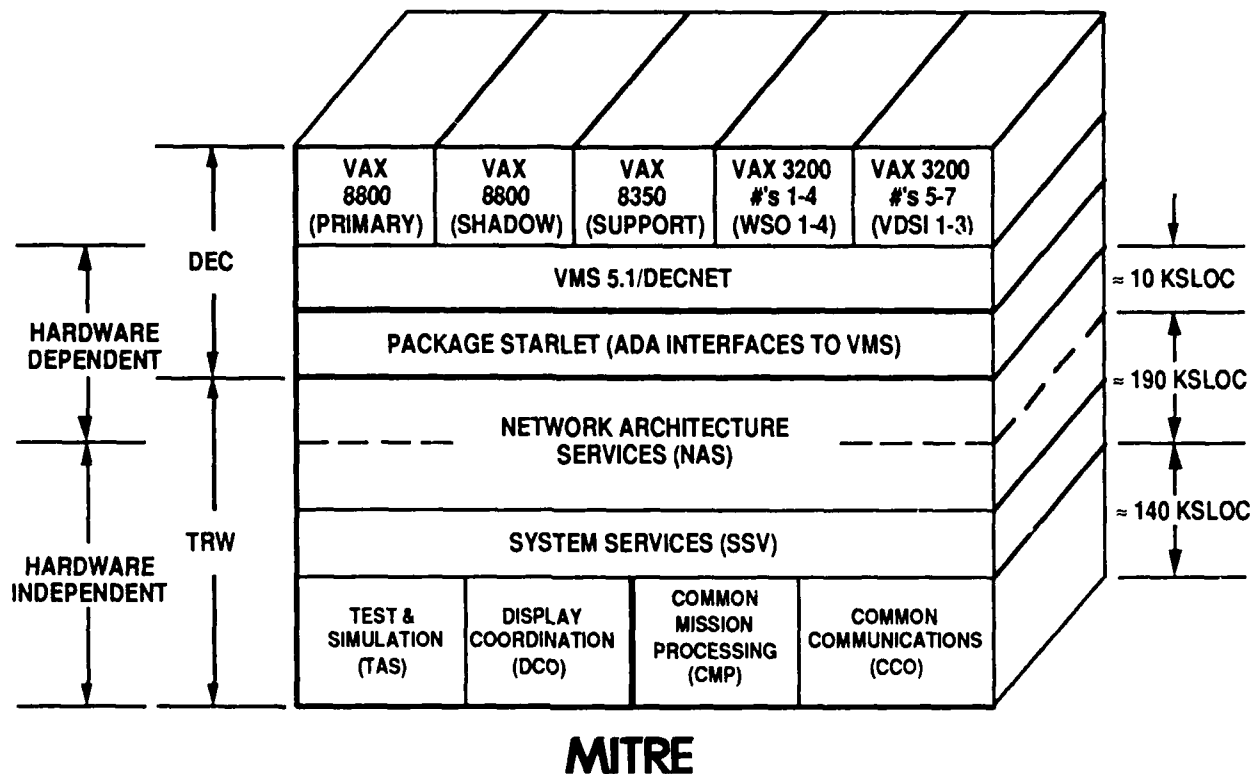 VAX
8800
(PRIMARY)
VAX
8800
(SHADOW)
VAX
8350
(SUPPORT)
VAX 3200
#'s 1-4
(WSO 1-4)
VAX 3200
#'s 5-7
(VDSI 1-3)
DEC
VMS 5.1/DECNET
≈ 10 KSLOC
HARDWARE
DEPENDENT
PACKAGE STARLET (ADA INTERFACES TO VMS)
≈ 190 KSLOC
NETWORK ARCHITECTURE
SERVICES (NAS)
≈ 140 KSLOC
TRW
SYSTEM SERVICES (SSV)
HARDWARE
INDEPENDENT
TEST &
SIMULATION
(TAS)
DISPLAY
COORDINATION
(DCO)
COMMON
MISSION
PROCESSING
(CMP)
COMMON
COMMUNICATIONS
(CCO)
MITRE